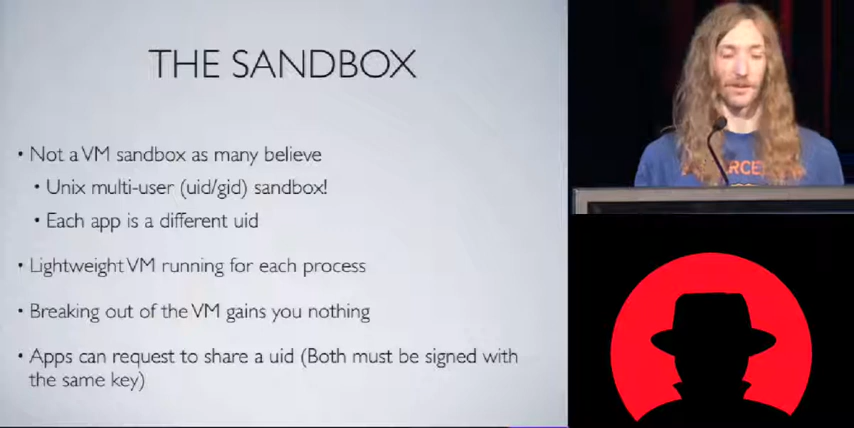 THE SANDBOX
• Not a VM sandbox as many believe
• Unix multi-user (uid/gid) sandbox!
• Each app is a different uid
• Lightweight VM running for each process
• Breaking out of the VM gains you nothing
• Apps can request to share a uid (Both must be signed with
the same key)